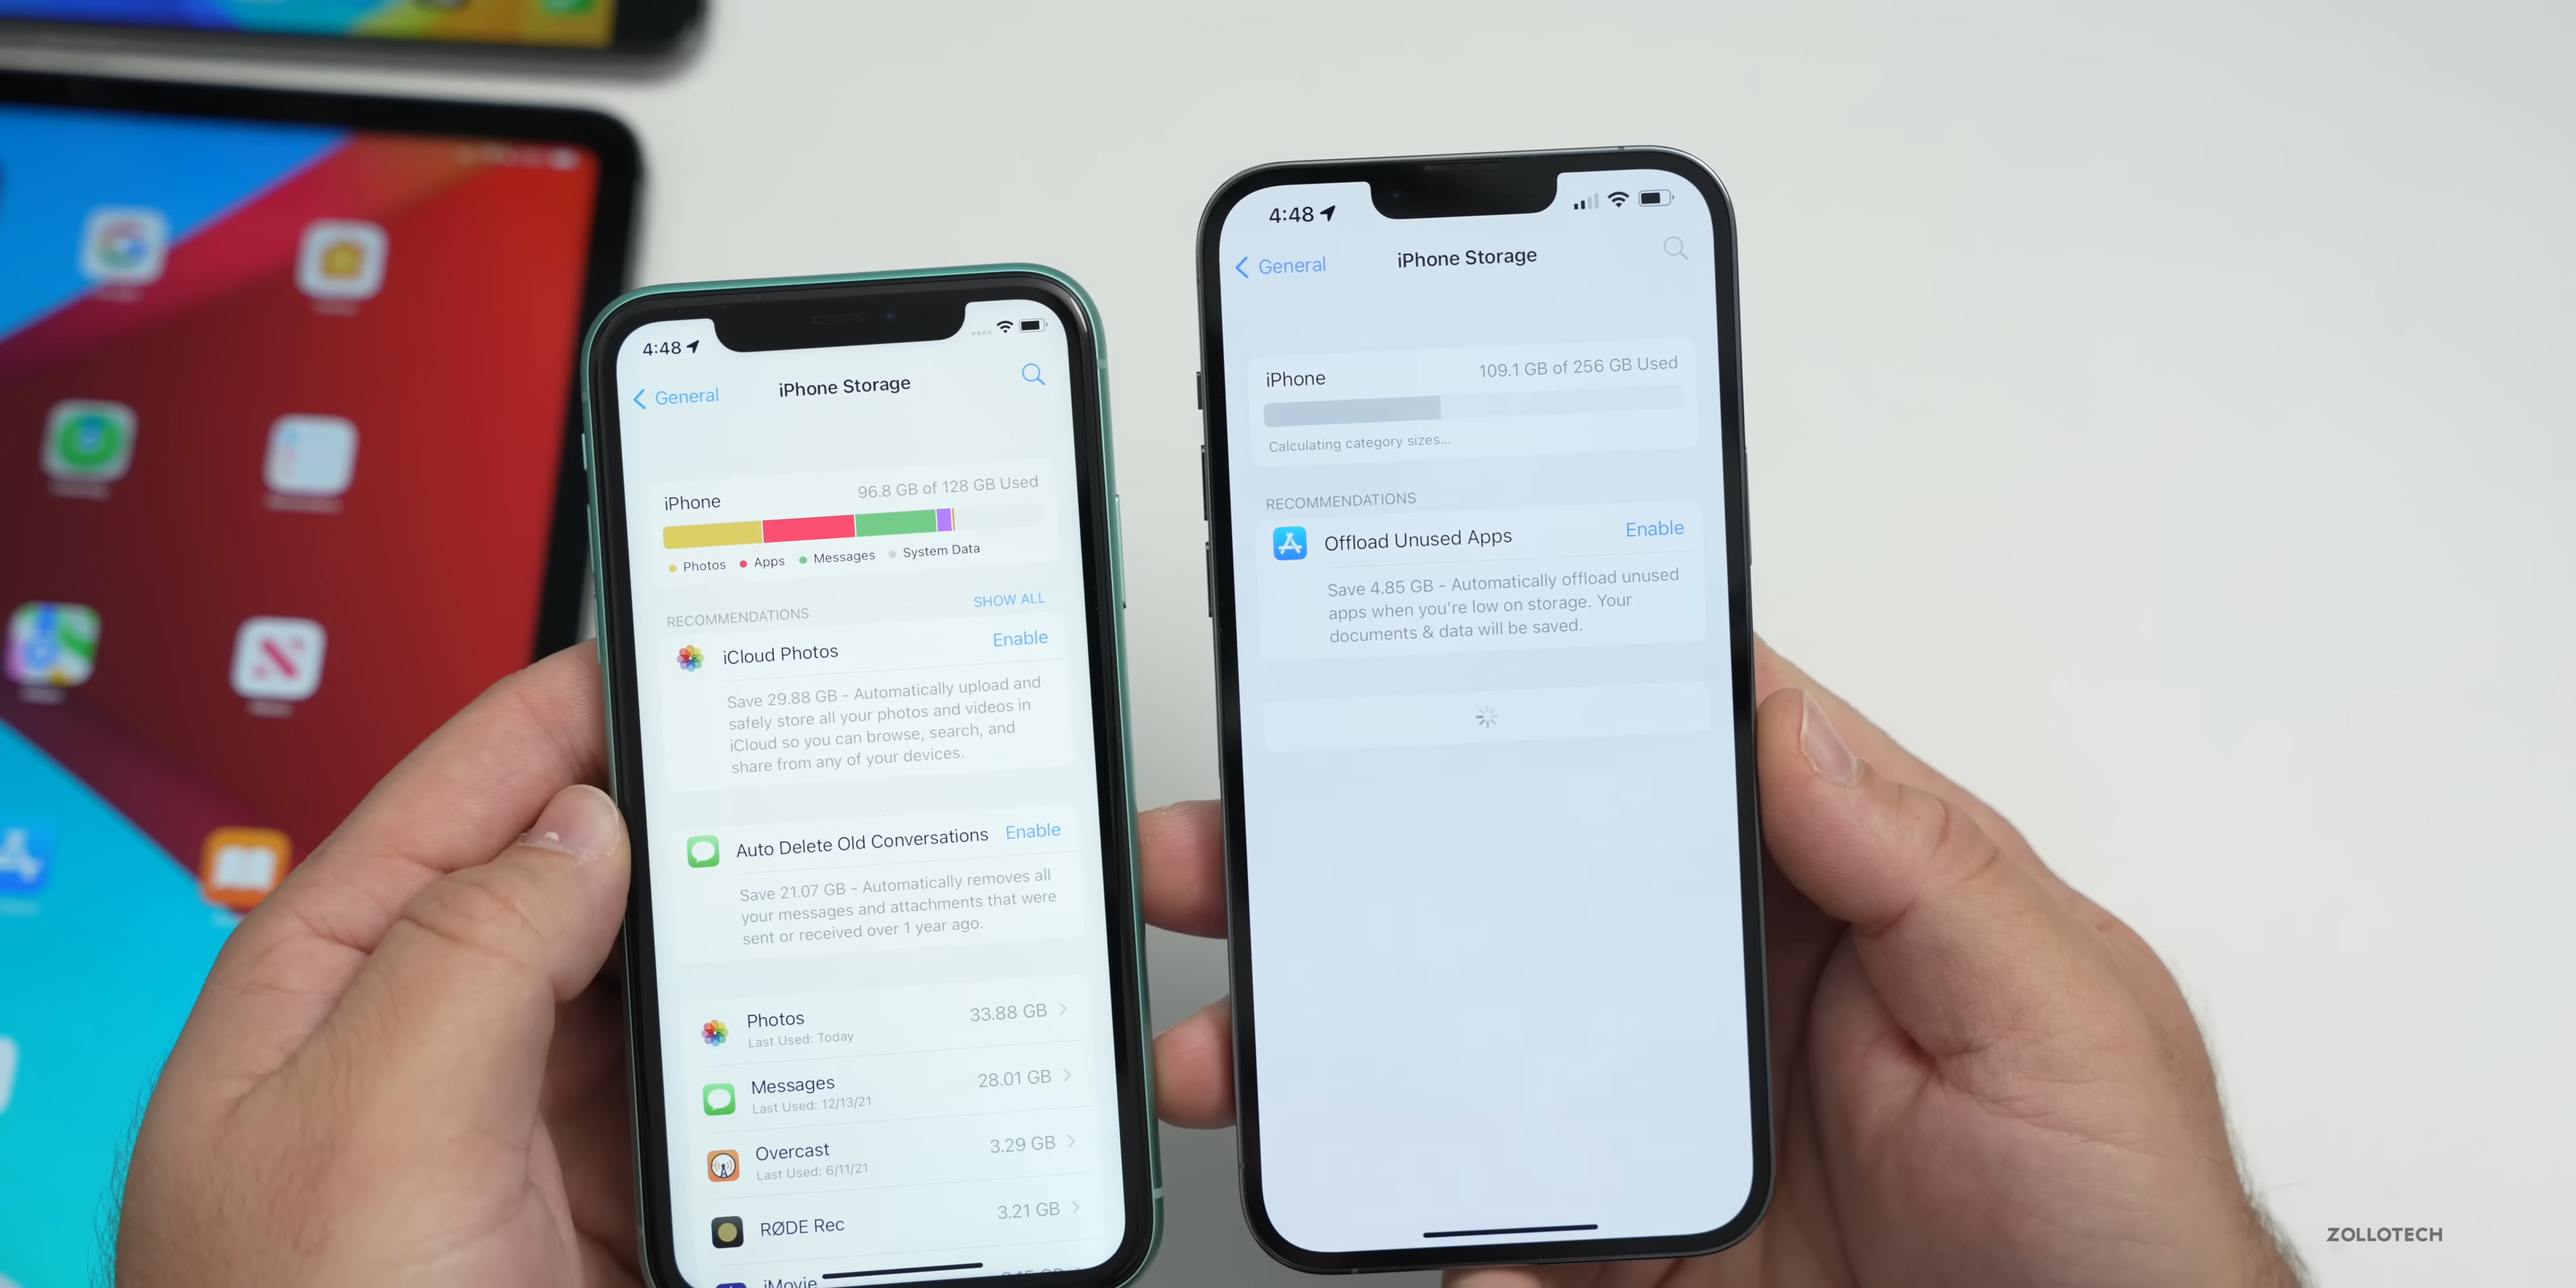 4:48
General
iPhone Storage
iPhone
96.8 GB of 128 GB Used
Photos
Apps
Messages
System Data
RECOMMENDATIONS
SHOW ALL
iCloud Photos
Enable
Save 29.88 GB - Automatically upload and
safely store all your photos and videos in
iCloud so you can browse, search, and
share from any of your devices.
Auto Delete Old Conversations
Enable
Save 21.07 GB - Automatically removes all
your messages and attachments that were
sent or received over 1 year ago.
Photos
33.88 GB
Last Used: Today
Messages
28.01 GB
Last Used: 12/13/21
Overcast
3.29 GB
Last Used: 6/11/21
RØDE Rec
3.21 GB
iMovie
4:48
General
iPhone Storage
iPhone
109.1 GB of 256 GB Used
Calculating category sizes...
RECOMMENDATIONS
Offload Unused Apps
Enable
Save 4.85 GB - Automatically offload unused
apps when you're low on storage. Your
documents & data will be saved.
ZOLLOTECH